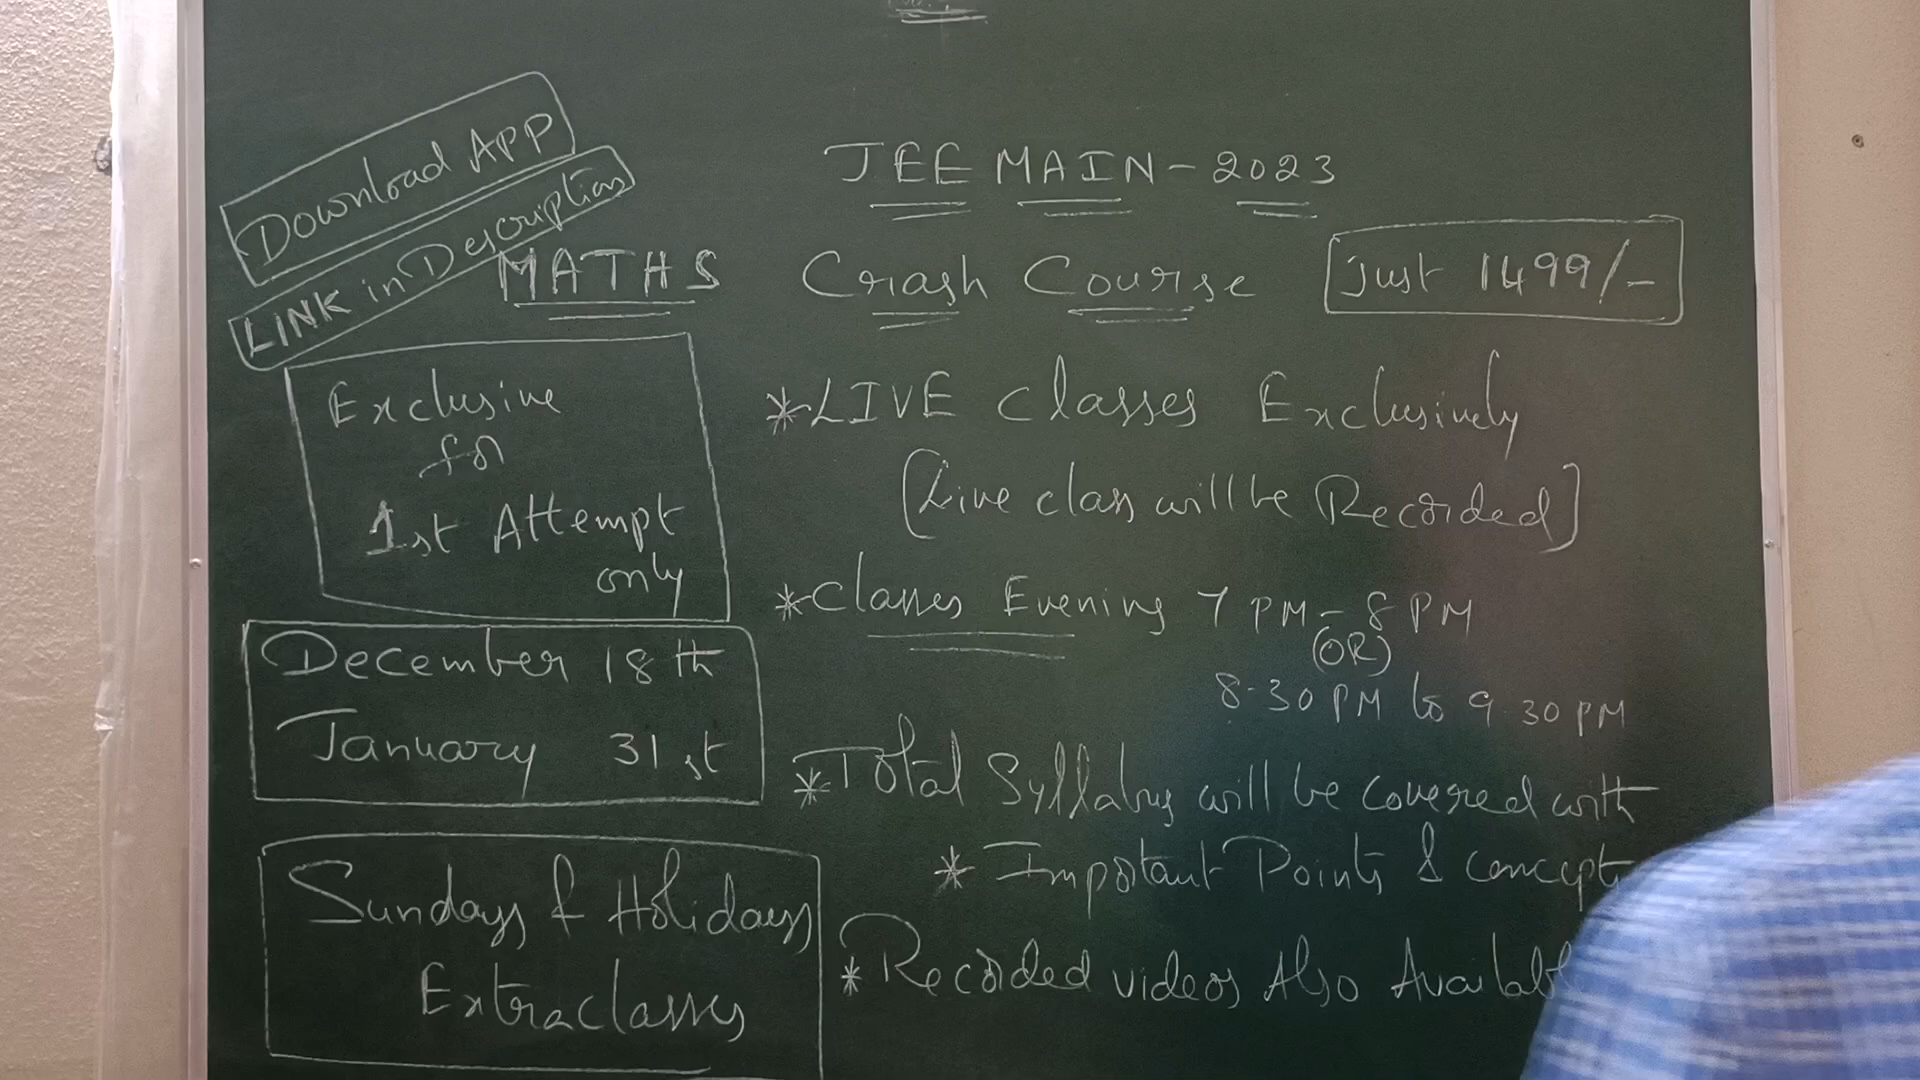 JEE MAIN - 2023
Download APP
LINK in Description
MATHS Crash Course
Just 1499/-
Exclusive
for
1st Attempt
only
December 18th
January 31st
Sundays & Holidays
Extraclasses
*LIVE classes Exclusively
[Live class will be Recorded]
*Classes Evening 7 PM - 8 PM
(OR)
8-30 PM to 9.30 PM
*Total Syllabus will be covered with
* Important Points & concepts
* Recorded videos Also Availabl